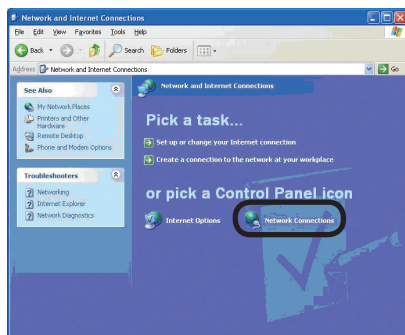 Network and Internet Connections
File Edit View Favorites Tools Help
Back Search Folders
Address Network and Internet Connections Go
See Also
My Network Places
Printers and Other
Hardware
Remote Desktop
Phone and Modem Options
Troubleshooters
Networking
Internet Explorer
Network Diagnostics
Network and Internet Connections
Pick a task...
Set up or change your Internet connection
Create a connection to the network at your workplace
or pick a Control Panel icon
Internet Options Network Connections